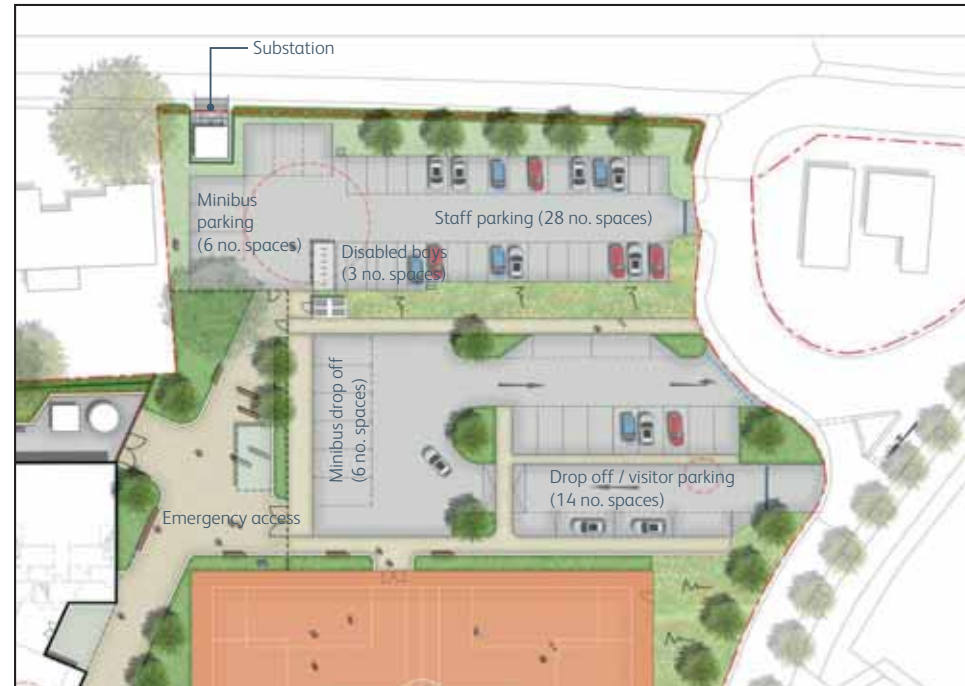 Substation
Minibus
parking
(6 no. spaces)
Staff parking (28 no. spaces)
Disabled bays
(3 no. spaces)
Minibus drop off
(6 no. spaces)
Drop off / visitor parking
(14 no. spaces)
Emergency access